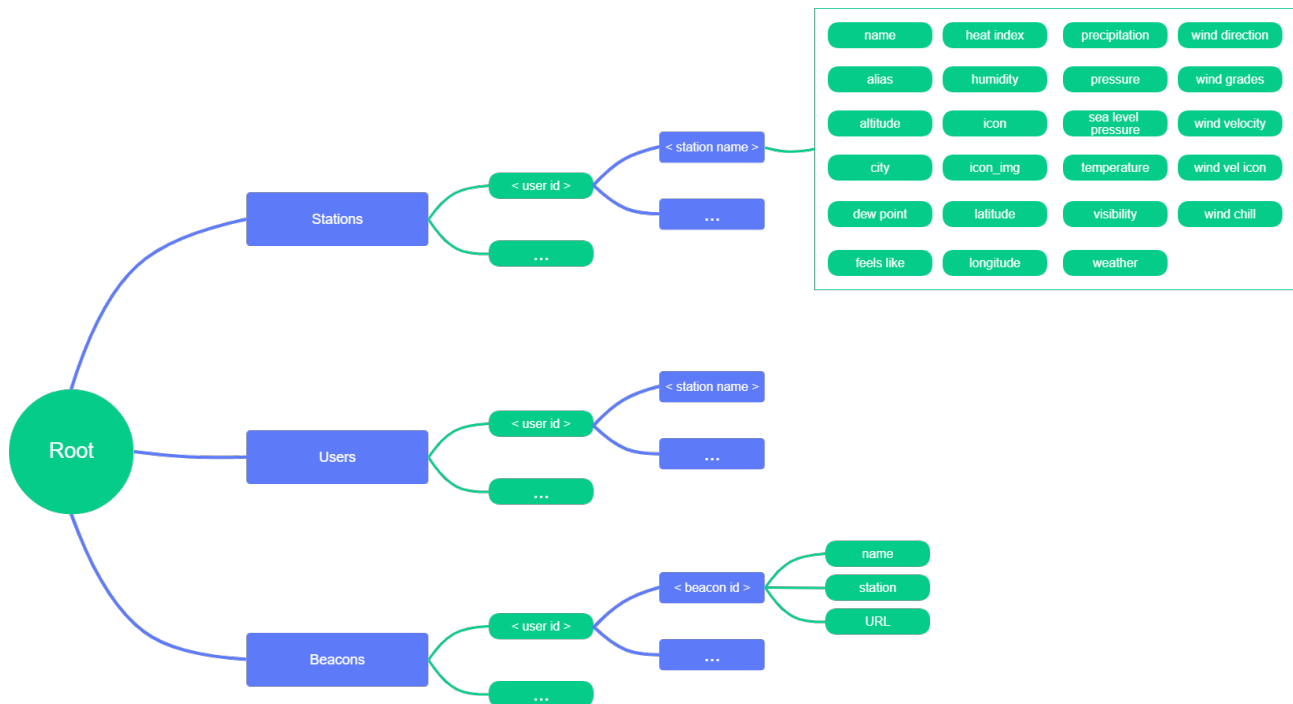 Root
Stations
< user id >
...
< station name >
...
name
heat index
precipitation
wind direction
alias
humidity
pressure
wind grades
altitude
icon
sea level
pressure
wind velocity
city
icon_img
temperature
wind vel icon
dew point
latitude
visibility
wind chill
feels like
longitude
weather
Users
< user id >
...
< station name >
...
Beacons
< user id >
...
< beacon id >
...
name
station
URL